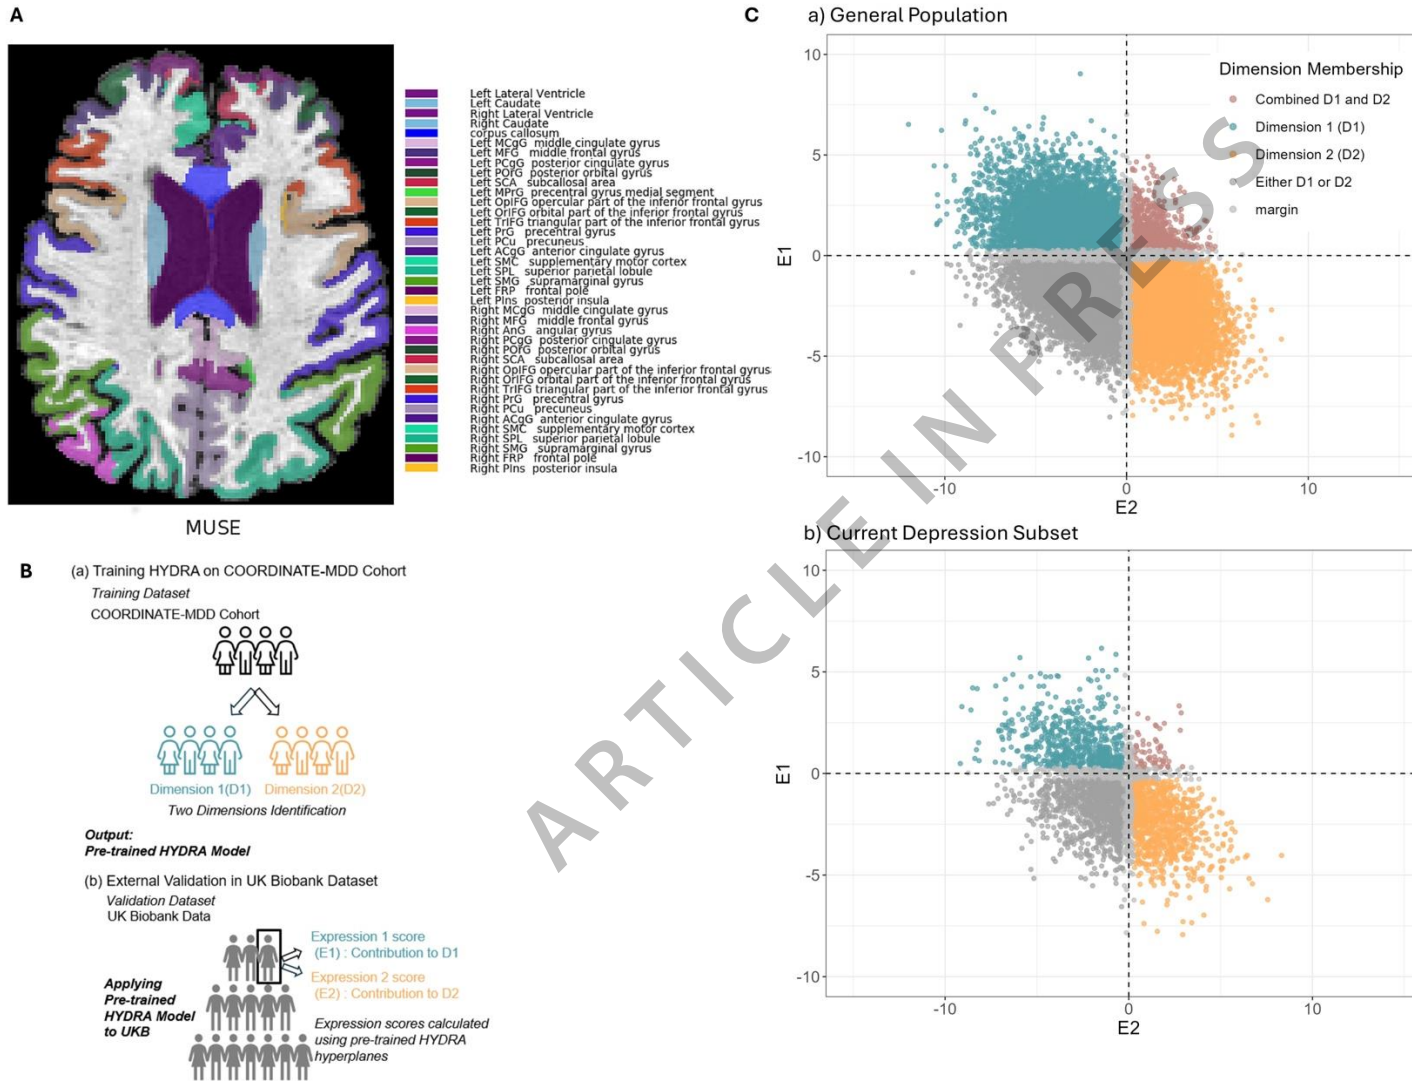 A
Left Lateral Ventricle
Left Caudate
Right Lateral Ventricle
Right Caudate
corpus callosum
Left MCgG middle cingulate gyrus
Left MFG middle frontal gyrus
Left PCgG posterior cingulate gyrus
Left POrG posterior orbital gyrus
Left SCA subcallosal area
Left MPrG precentral gyrus medial segment
Left OpIFG opercular part of the inferior frontal gyrus
Left OrIFG orbital part of the inferior frontal gyrus
Left TrIFG triangular part of the inferior frontal gyrus
Left PrG precentral gyrus
Left PCu precuneus
Left ACgG anterior cingulate gyrus
Left SMC supplementary motor cortex
Left SPL superior parietal lobule
Left SMG supramarginal gyrus
Left FRP frontal pole
Left PIns posterior insula
Right MCgG middle cingulate gyrus
Right MFG middle frontal gyrus
Right AnG angular gyrus
Right PCgG posterior cingulate gyrus
Right POrG posterior orbital gyrus
Right SCA subcallosal area
Right OpIFG opercular part of the inferior frontal gyrus
Right OrIFG orbital part of the inferior frontal gyrus
Right TrIFG triangular part of the inferior frontal gyrus
Right PrG precentral gyrus
Right PCu precuneus
Right ACgG anterior cingulate gyrus
Right SMC supplementary motor cortex
Right SPL superior parietal lobule
Right SMG supramarginal gyrus
Right FRP frontal pole
Right PIns posterior insula
MUSE
B
(a) Training HYDRA on COORDINATE-MDD Cohort
Training Dataset
COORDINATE-MDD Cohort
Dimension 1(D1) Dimension 2(D2)
Two Dimensions Identification
Output:
Pre-trained HYDRA Model
(b) External Validation in UK Biobank Dataset
Validation Dataset
UK Biobank Data
Expression 1 score
(E1) : Contribution to D1
Expression 2 score
(E2) : Contribution to D2
Applying
Pre-trained
HYDRA Model
to UKB
Expression scores calculated
using pre-trained HYDRA
hyperplanes
C
a) General Population
10
5
0
-5
-10
E1
-10 0 10
E2
Dimension Membership
Combined D1 and D2
Dimension 1 (D1)
Dimension 2 (D2)
Either D1 or D2
margin
b) Current Depression Subset
10
5
0
-5
-10
E1
-10 0 10
E2
ARTICLE IN PRESS